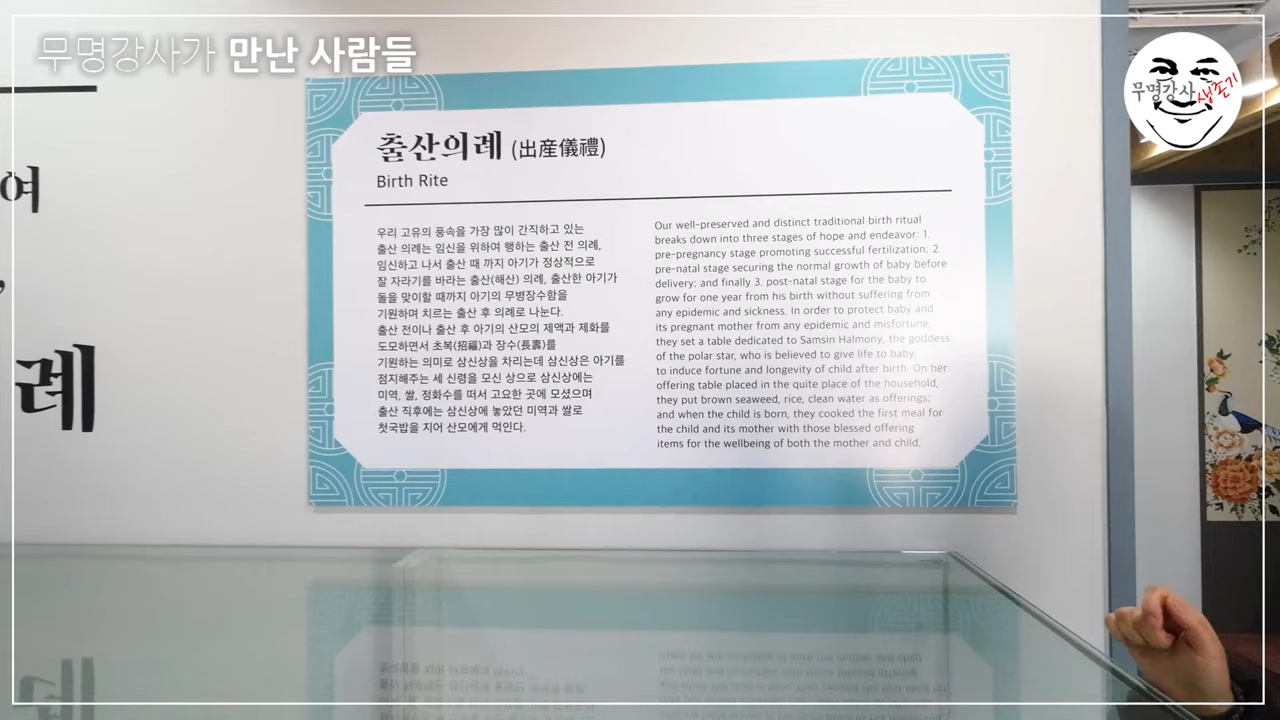 무명강사가 만난 사람들
무명강사
생존기
여
,
례
출산의례 (出産儀禮)
Birth Rite
우리 고유의 풍속을 가장 많이 간직하고 있는
출산 의례는 임신을 위하여 행하는 출산 전 의례,
임신하고 나서 출산 때 까지 아기가 정상적으로
잘 자라기를 바라는 출산(해산) 의례, 출산한 아기가
돌을 맞이할 때까지 아기의 무병장수함을
기원하며 치르는 출산 후 의례로 나눈다.
출산 전이나 출산 후 아기의 산모의 제액과 제화를
도모하면서 초복(招福)과 장수(長壽)를
기원하는 의미로 삼신상을 차리는데 삼신상은 아기를
점지해주는 세 신령을 모신 상으로 삼신상에는
미역, 쌀, 정화수를 떠서 고요한 곳에 모셨으며
출산 직후에는 삼신상에 놓았던 미역과 쌀로
첫국밥을 지어 산모에게 먹인다.
Our well-preserved and distinct traditional birth ritual
breaks down into three stages of hope and endeavor: 1.
pre-pregnancy stage promoting successful fertilization; 2.
pre-natal stage securing the normal growth of baby before
delivery; and finally 3. post-natal stage for the baby to
grow for one year from his birth without suffering from
any epidemic and sickness. In order to protect baby and
its pregnant mother from any epidemic and misfortune,
they set a table dedicated to Samsin Halmony, the goddess
of the polar star, who is believed to give life to baby,
to induce fortune and longevity of child after birth. On her
offering table placed in the quite place of the household,
they put brown seaweed, rice, clean water as offerings;
and when the child is born, they cooked the first meal for
the child and its mother with those blessed offering
items for the wellbeing of both the mother and child.